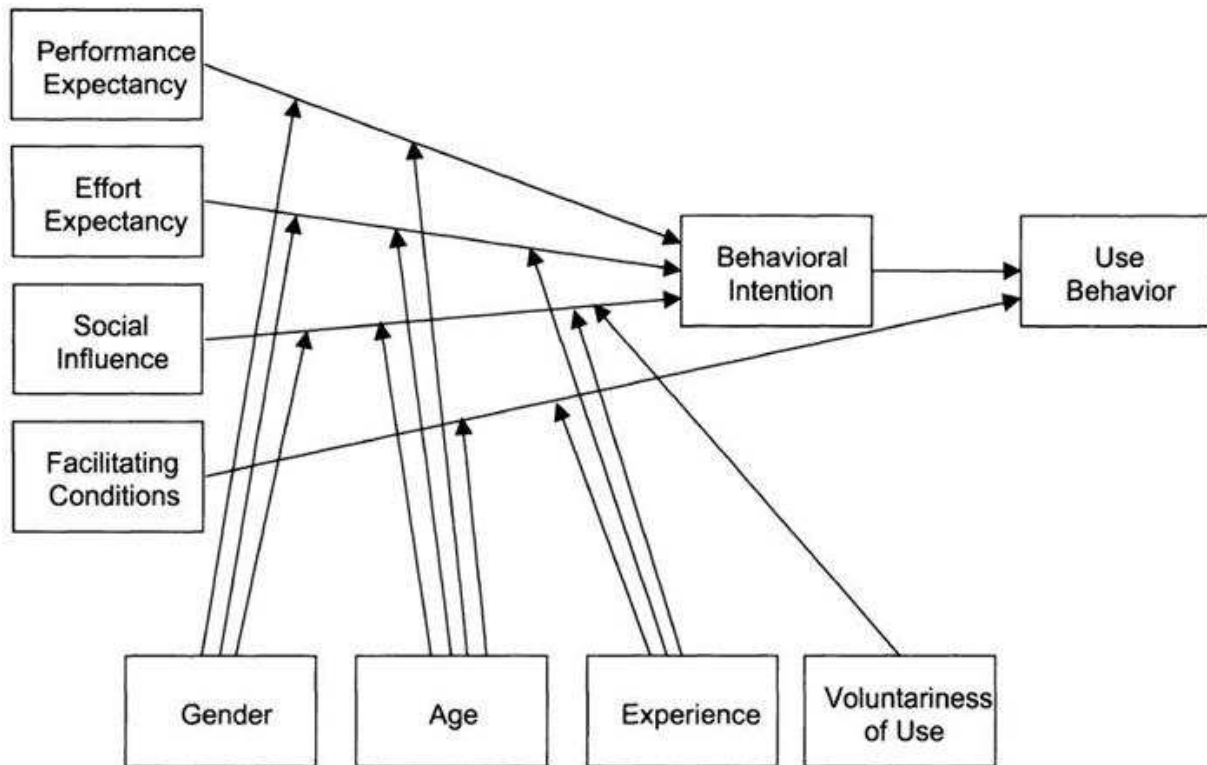 Performance
Expectancy
Effort
Expectancy
Social
Influence
Facilitating
Conditions
Behavioral
Intention
Use
Behavior
Gender
Age
Experience
Voluntariness
of Use